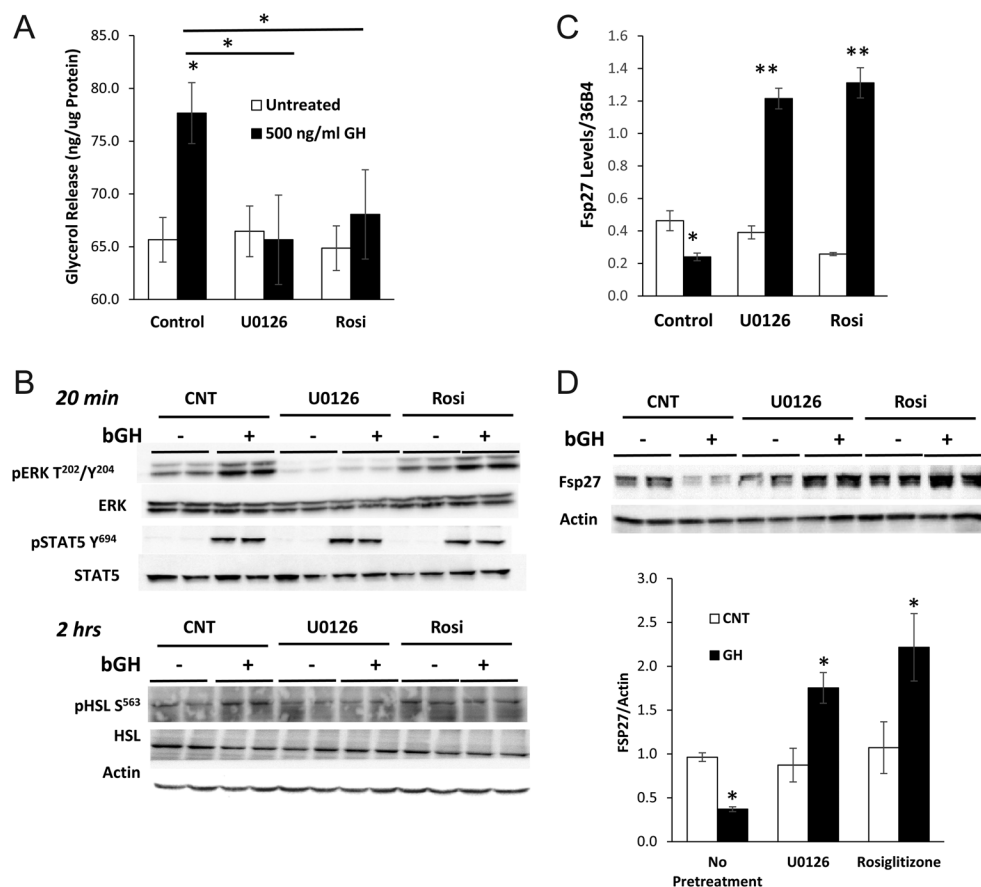 A
*
*
*
85.0
80.0
75.0
70.0
65.0
60.0
Glycerol Release (ng/ug Protein)
Untreated
500 ng/ml GH
Control U0126 Rosi
B
20 min
CNT U0126 Rosi
bGH - + - + - +
pERK T202/Y204
ERK
pSTAT5 Y694
STAT5
2 hrs
CNT U0126 Rosi
bGH - + - + - +
pHSL S563
HSL
Actin
C
1.6
1.4
1.2
1.0
0.8
0.6
0.4
0.2
0.0
Fsp27 Levels/36B4
*
**
**
Control U0126 Rosi
D
CNT U0126 Rosi
bGH - + - + - +
Fsp27
Actin
3.0
2.5
2.0
1.5
1.0
0.5
0.0
FSP27/Actin
CNT
GH
*
*
*
No Pretreatment U0126 Rosiglitizone